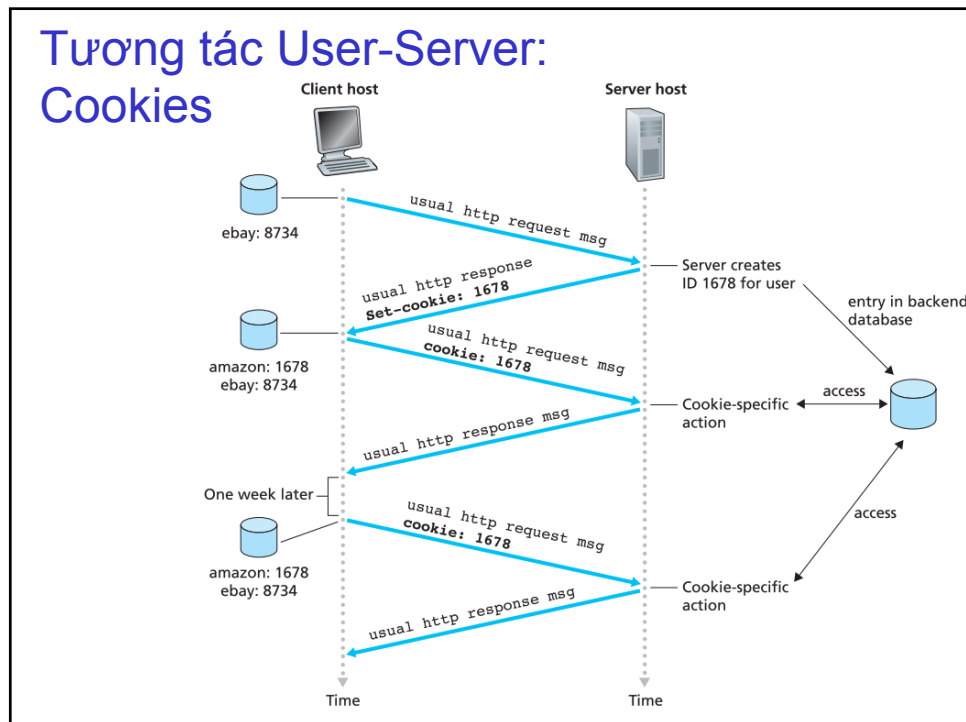 Tương tác User-Server:
Cookies
Client host
Server host
ebay: 8734
usual http request msg
Server creates
ID 1678 for user
entry in backend
database
usual http response
Set-cookie: 1678
amazon: 1678
ebay: 8734
usual http request msg
cookie: 1678
Cookie-specific
action
access
usual http response msg
One week later
access
amazon: 1678
ebay: 8734
usual http request msg
cookie: 1678
Cookie-specific
action
usual http response msg
Time
Time